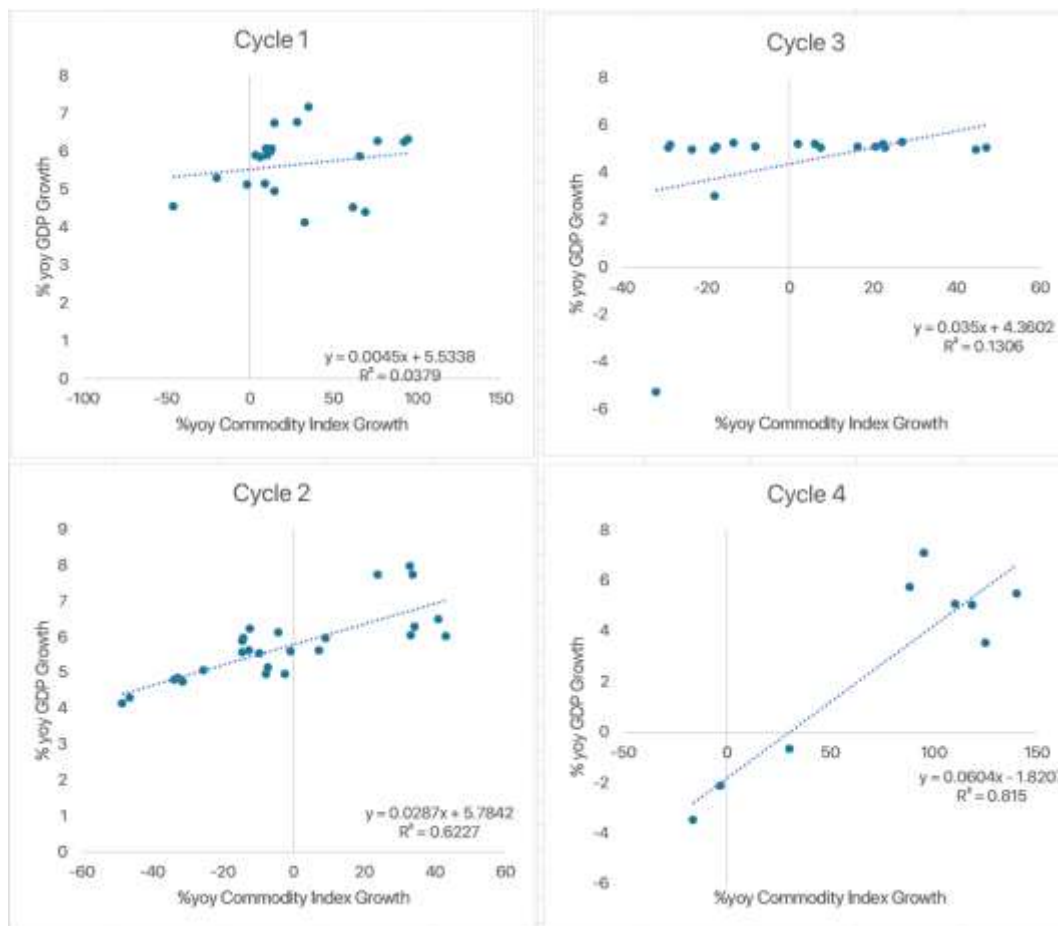 Cycle 1
8
7
6
5
4
3
2
1
0
-100
-50
0
50
100
150
% yoy GDP Growth
y = 0.0045x + 5.5338
R² = 0.0379
%yoy Commodity Index Growth
Cycle 3
8
6
4
2
0
-2
-4
-6
-40
-20
0
20
40
60
% yoy GDP Growth
y = 0.035x + 4.3602
R² = 0.1306
%yoy Commodity Index Growth
Cycle 2
9
8
7
6
5
4
3
2
1
0
-60
-40
-20
0
20
40
60
% yoy GDP Growth
y = 0.0287x + 5.7842
R² = 0.6227
%yoy Commodity Index Growth
Cycle 4
8
6
4
2
0
-2
-4
-6
-50
0
50
100
150
% yoy GDP Growth
y = 0.0604x - 1.8207
R² = 0.815
%yoy Commodity Index Growth